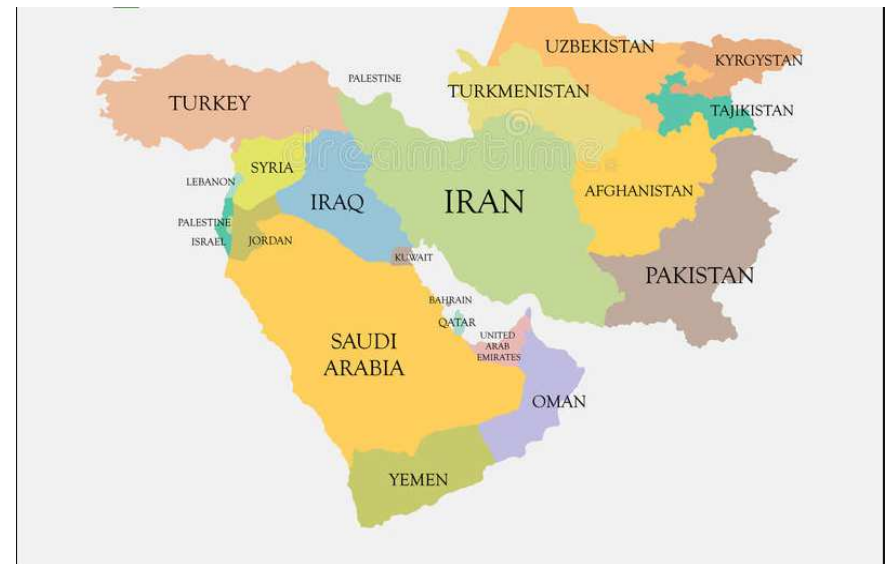 UZBEKISTAN
KYRGYSTAN
PALESTINE
TURKMENISTAN
TURKEY
TAJIKISTAN
dreamstime
SYRIA
LEBANON
IRAQ
IRAN
AFGHANISTAN
PALESTINE
ISRAEL
JORDAN
KUWAIT
PAKISTAN
BAHRAIN
QATAR
UNITED
ARAB
EMIRATES
SAUDI
ARABIA
OMAN
YEMEN